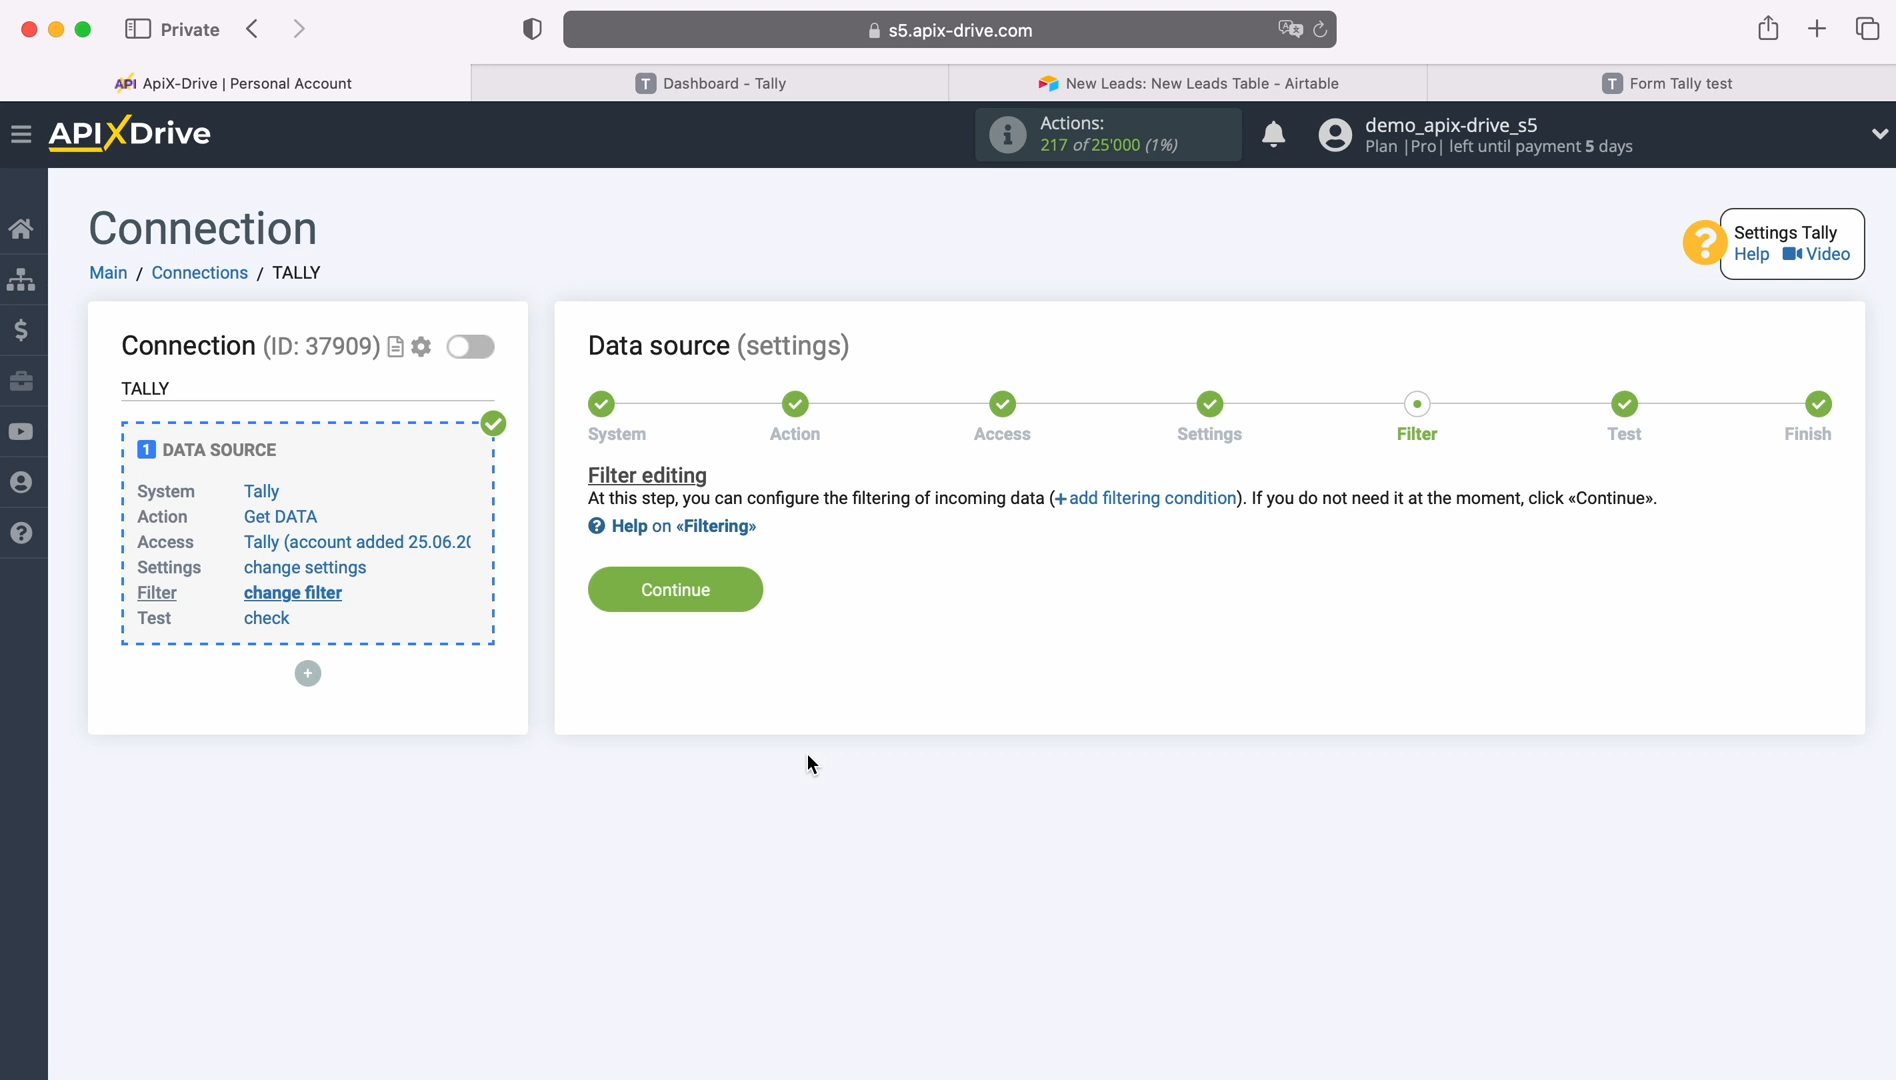 Private
s5.apix-drive.com
API ApiX-Drive | Personal Account
T Dashboard - Tally
New Leads: New Leads Table - Airtable
T Form Tally test
APIXDrive
Actions:
217 of 25'000 (1%)
demo_apix-drive_s5
Plan |Pro| left until payment 5 days
Connection
Main / Connections / TALLY
Settings Tally
Help Video
Connection (ID: 37909)
TALLY
1 DATA SOURCE
System Tally
Action Get DATA
Access Tally (account added 25.06.20
Settings change settings
Filter change filter
Test check
Data source (settings)
System
Action
Access
Settings
Filter
Test
Finish
Filter editing
At this step, you can configure the filtering of incoming data (+add filtering condition). If you do not need it at the moment, click «Continue».
Help on «Filtering»
Continue